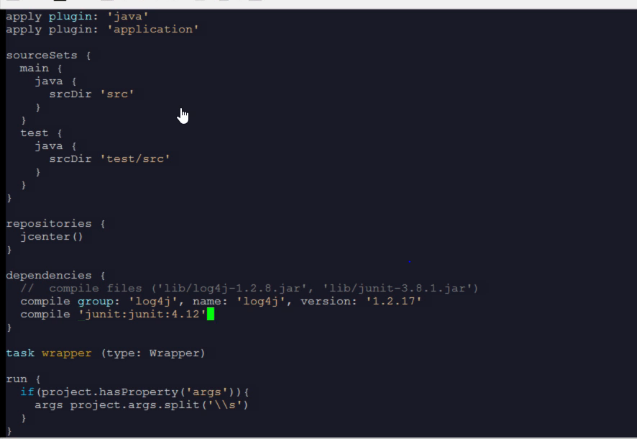 apply plugin: 'java'
apply plugin: 'application'
sourceSets {
main {
java {
srcDir 'src'
}
}
test {
java {
srcDir 'test/src'
}
}
}
repositories {
jcenter()
}
dependencies {
//  compile files ('lib/log4j-1.2.8.jar', 'lib/junit-3.8.1.jar')
compile group: 'log4j', name: 'log4j', version: '1.2.17'
compile 'junit:junit:4.12'
}
task wrapper (type: Wrapper)
run {
if(project.hasProperty('args')){
args project.args.split('\\s')
}
}